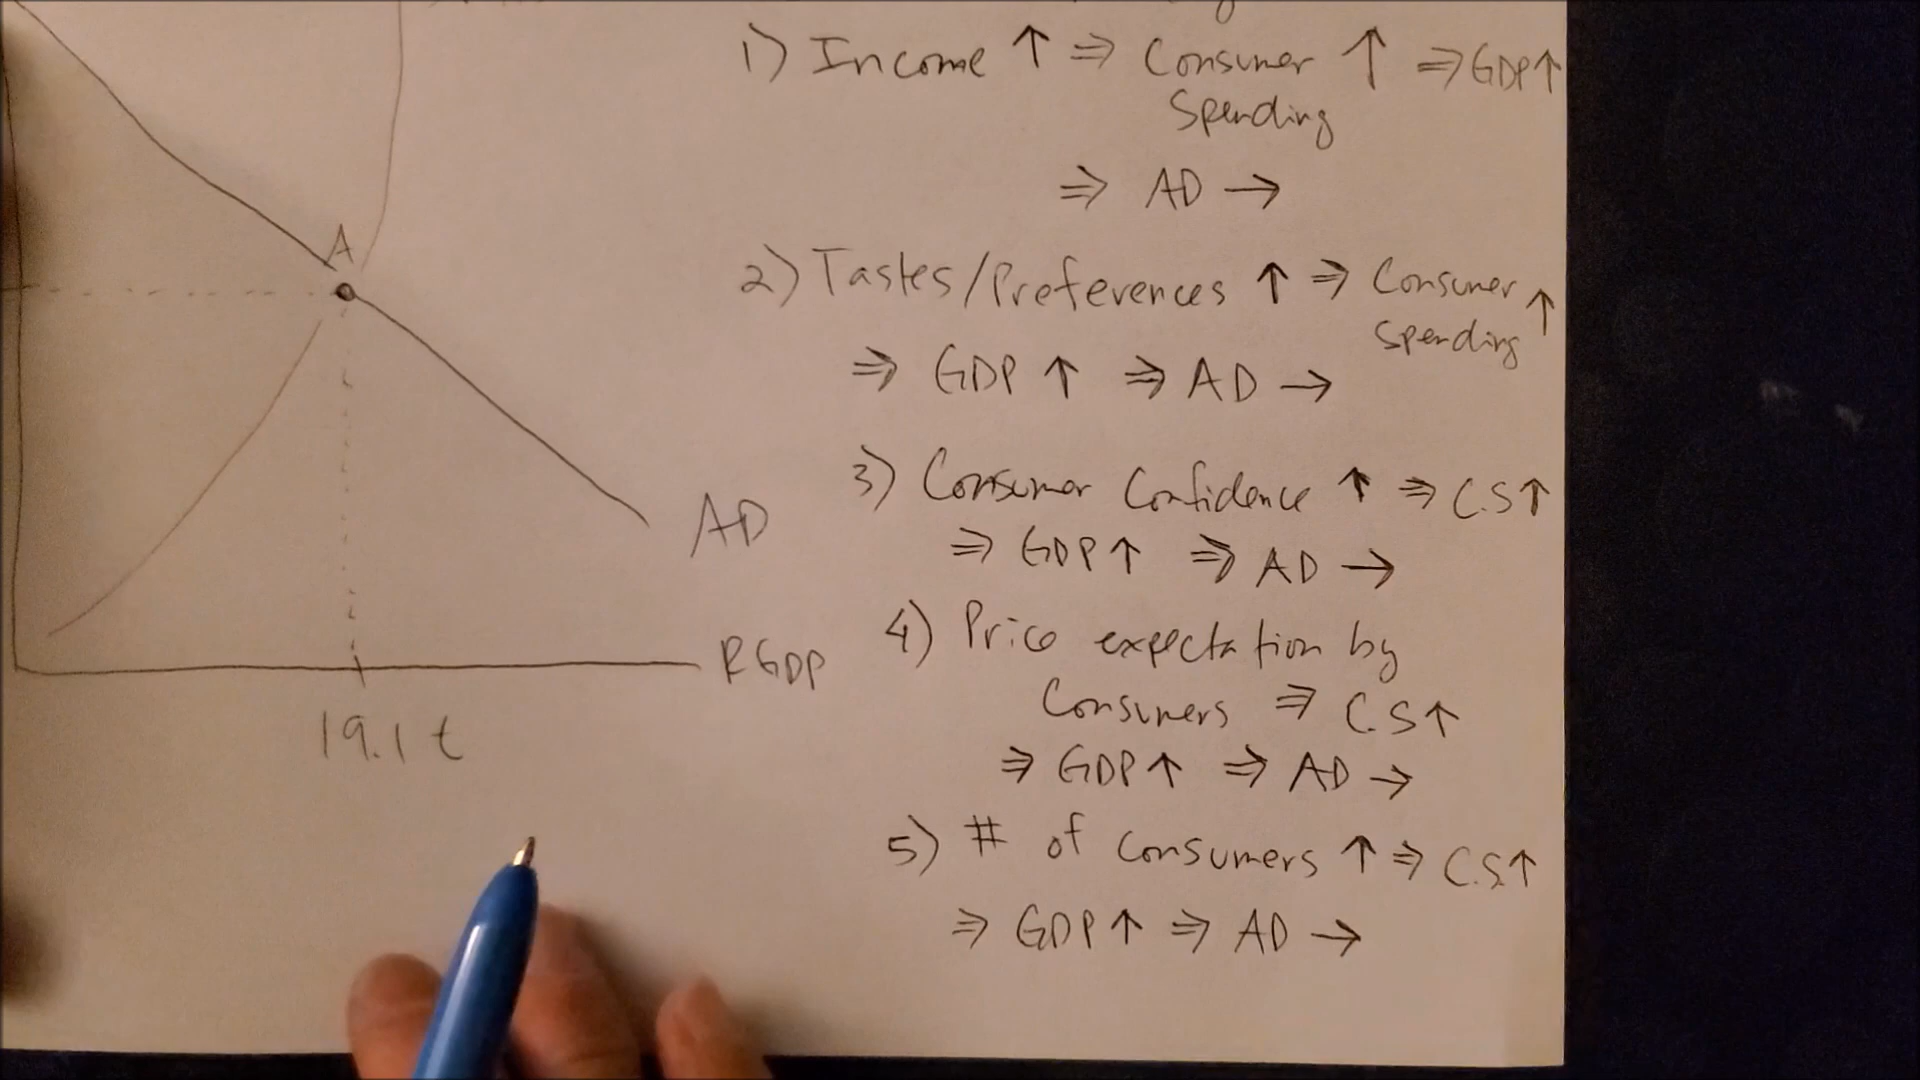 1) Income ↑ ⇒ Consumer ↑ ⇒ GDP↑
Spending
⇒ AD →
2) Tastes/Preferences ↑ ⇒ Consumer ↑
Spending
⇒ GDP ↑ ⇒ AD →
3) Consumer Confidence ↑ ⇒ C.S↑
⇒ GDP↑ ⇒ AD →
4) Price expectation by
Consumers ⇒ C.S↑
⇒ GDP↑ ⇒ AD →
5) # of Consumers ↑ ⇒ C.S.↑
⇒ GDP↑ ⇒ AD →
A
AD
RGDP
19.1 t